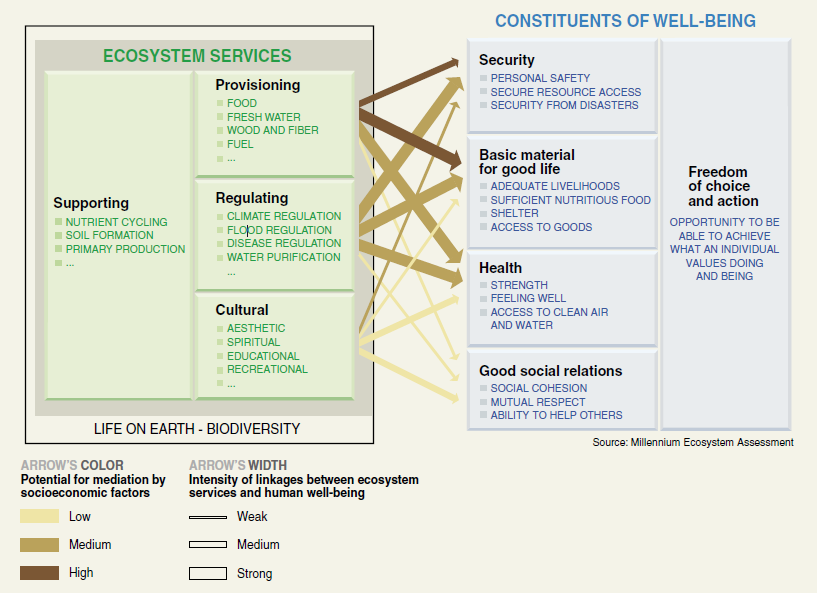 CONSTITUENTS OF WELL-BEING
ECOSYSTEM SERVICES
Supporting
NUTRIENT CYCLING
SOIL FORMATION
PRIMARY PRODUCTION
...
Provisioning
FOOD
FRESH WATER
WOOD AND FIBER
FUEL
...
Regulating
CLIMATE REGULATION
FLOOD REGULATION
DISEASE REGULATION
WATER PURIFICATION
...
Cultural
AESTHETIC
SPIRITUAL
EDUCATIONAL
RECREATIONAL
...
LIFE ON EARTH - BIODIVERSITY
Security
PERSONAL SAFETY
SECURE RESOURCE ACCESS
SECURITY FROM DISASTERS
Basic material
for good life
ADEQUATE LIVELIHOODS
SUFFICIENT NUTRITIOUS FOOD
SHELTER
ACCESS TO GOODS
Health
STRENGTH
FEELING WELL
ACCESS TO CLEAN AIR
AND WATER
Good social relations
SOCIAL COHESION
MUTUAL RESPECT
ABILITY TO HELP OTHERS
Freedom
of choice
and action
OPPORTUNITY TO BE
ABLE TO ACHIEVE
WHAT AN INDIVIDUAL
VALUES DOING
AND BEING
Source: Millennium Ecosystem Assessment
ARROW'S COLOR
Potential for mediation by
socioeconomic factors
Low
Medium
High
ARROW'S WIDTH
Intensity of linkages between ecosystem
services and human well-being
Weak
Medium
Strong